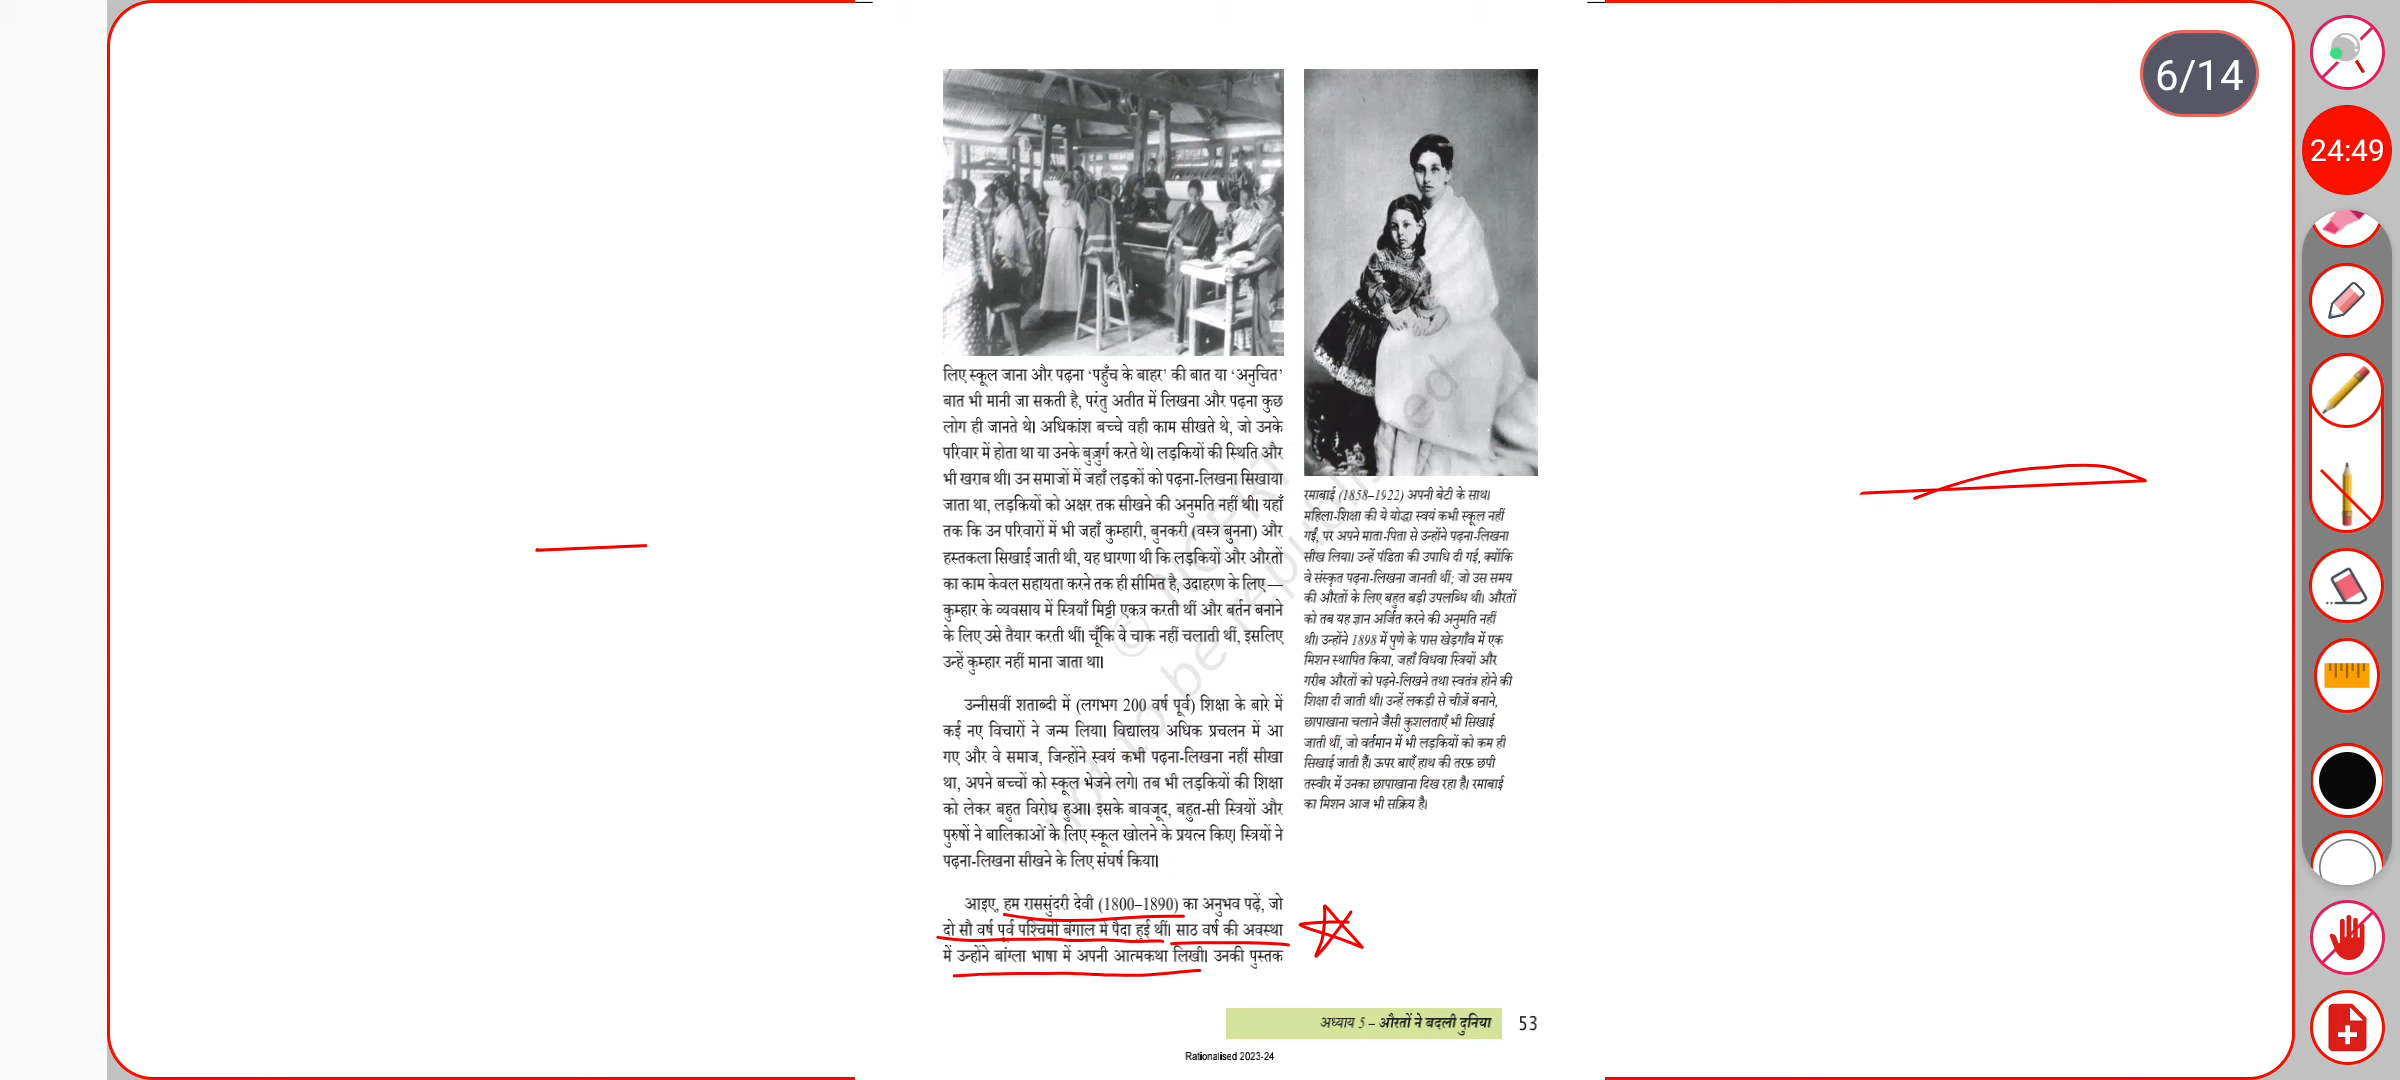 6/14
24:49
लिए स्कूल जाना और पढ़ना ‘पहुँच के बाहर’ की बात या ‘अनुचित’
बात भी मानी जा सकती है, परंतु अतीत में लिखना और पढ़ना कुछ
लोग ही जानते थे। अधिकांश बच्चे वही काम सीखते थे, जो उनके
परिवार में होता था या उनके बुज़ुर्ग करते थे। लड़कियों की स्थिति और
भी खराब थी। उन समाजों में जहाँ लड़कों को पढ़ना-लिखना सिखाया
जाता था, लड़कियों को अक्षर तक सीखने की अनुमति नहीं थी। यहाँ
तक कि उन परिवारों में भी जहाँ कुम्हारी, बुनकरी (वस्त्र बुनना) और
हस्तकला सिखाई जाती थी, यह धारणा थी कि लड़कियों और औरतों
का काम केवल सहायता करने तक ही सीमित है, उदाहरण के लिए —
कुम्हार के व्यवसाय में स्त्रियाँ मिट्टी एकत्र करती थीं और बर्तन बनाने
के लिए उसे तैयार करती थीं। चूँकि वे चाक नहीं चलाती थीं, इसलिए
उन्हें कुम्हार नहीं माना जाता था।
उन्नीसवीं शताब्दी में (लगभग 200 वर्ष पूर्व) शिक्षा के बारे में
कई नए विचारों ने जन्म लिया। विद्यालय अधिक प्रचलन में आ
गए और वे समाज, जिन्होंने स्वयं कभी पढ़ना-लिखना नहीं सीखा
था, अपने बच्चों को स्कूल भेजने लगे। तब भी लड़कियों की शिक्षा
को लेकर बहुत विरोध हुआ। इसके बावजूद, बहुत-सी स्त्रियों और
पुरुषों ने बालिकाओं के लिए स्कूल खोलने के प्रयत्न किए। स्त्रियों ने
पढ़ना-लिखना सीखने के लिए संघर्ष किया।
आइए, हम राससुंदरी देवी (1800–1890) का अनुभव पढ़ें, जो
दो सौ वर्ष पूर्व पश्चिमी बंगाल में पैदा हुई थीं। साठ वर्ष की अवस्था
में उन्होंने बांग्ला भाषा में अपनी आत्मकथा लिखी। उनकी पुस्तक
रमाबाई (1858–1922) अपनी बेटी के साथ।
महिला-शिक्षा की ये योद्धा स्वयं कभी स्कूल नहीं
गईं, पर अपने माता-पिता से उन्होंने पढ़ना-लिखना
सीख लिया। उन्हें पंडिता की उपाधि दी गई, क्योंकि
वे संस्कृत पढ़ना-लिखना जानती थीं; जो उस समय
की औरतों के लिए बहुत बड़ी उपलब्धि थी। औरतों
को तब यह ज्ञान अर्जित करने की अनुमति नहीं
थी। उन्होंने 1898 में पुणे के पास खेड़गाँव में एक
मिशन स्थापित किया, जहाँ विधवा स्त्रियों और
गरीब औरतों को पढ़ने-लिखने तथा स्वतंत्र होने की
शिक्षा दी जाती थी। उन्हें लकड़ी से चीज़ें बनाने,
छापाखाना चलाने जैसी कुशलताएँ भी सिखाई
जाती थीं, जो वर्तमान में भी लड़कियों को कम ही
सिखाई जाती हैं। ऊपर बाएँ हाथ की तरफ़ छपी
तस्वीर में उनका छापाखाना दिख रहा है। रमाबाई
का मिशन आज भी सक्रिय है।
© NCERT
not to be republished
अध्याय 5 – औरतों ने बदली दुनिया 53
Rationalised 2023-24